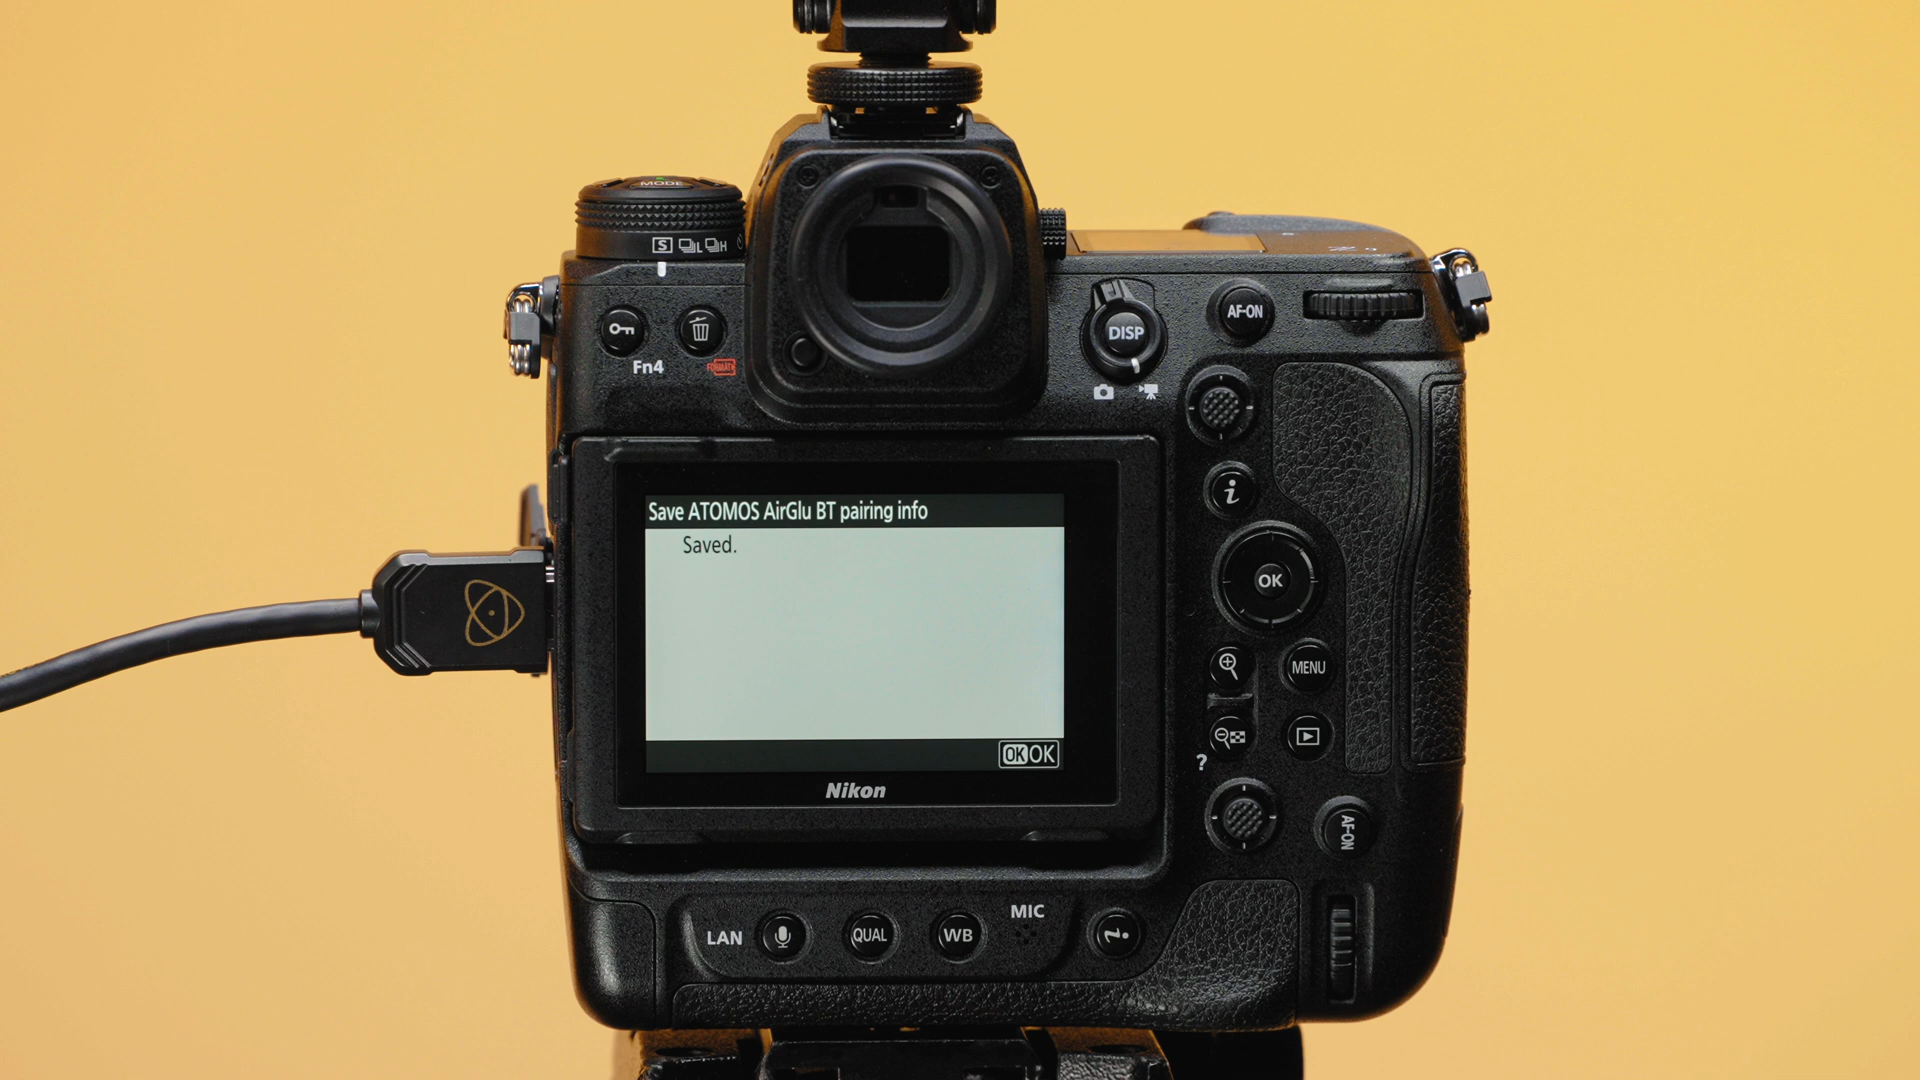 MODE
S L H
Fn4
DISP
AF-ON
Save ATOMOS AirGlu BT pairing info
Saved.
i
OK
MENU
OK OK
?
Nikon
AF-ON
LAN
QUAL
WB
MIC
i